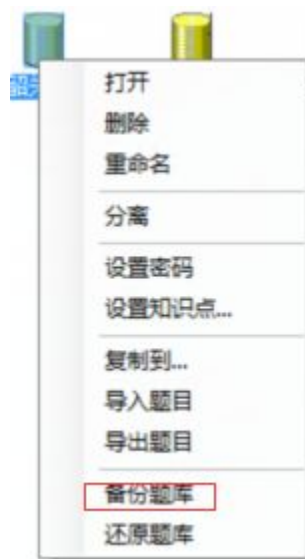 打开
删除
重命名
分离
设置密码
设置知识点...
复制到...
导入题目
导出题目
备份题库
还原题库